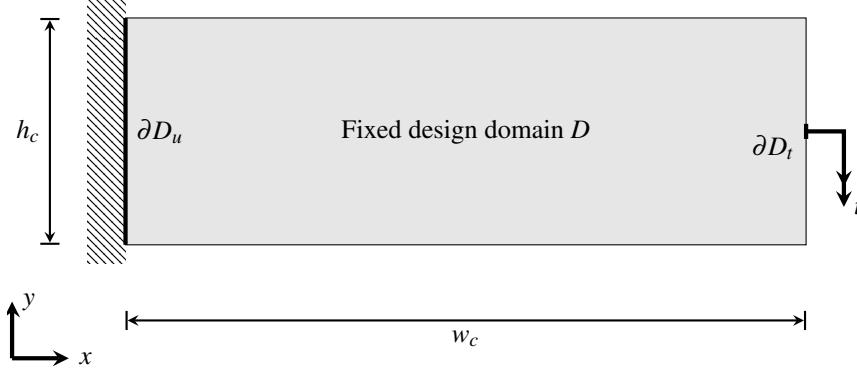 h_c
∂D_u
Fixed design domain D
∂D_t
w_c
y
x